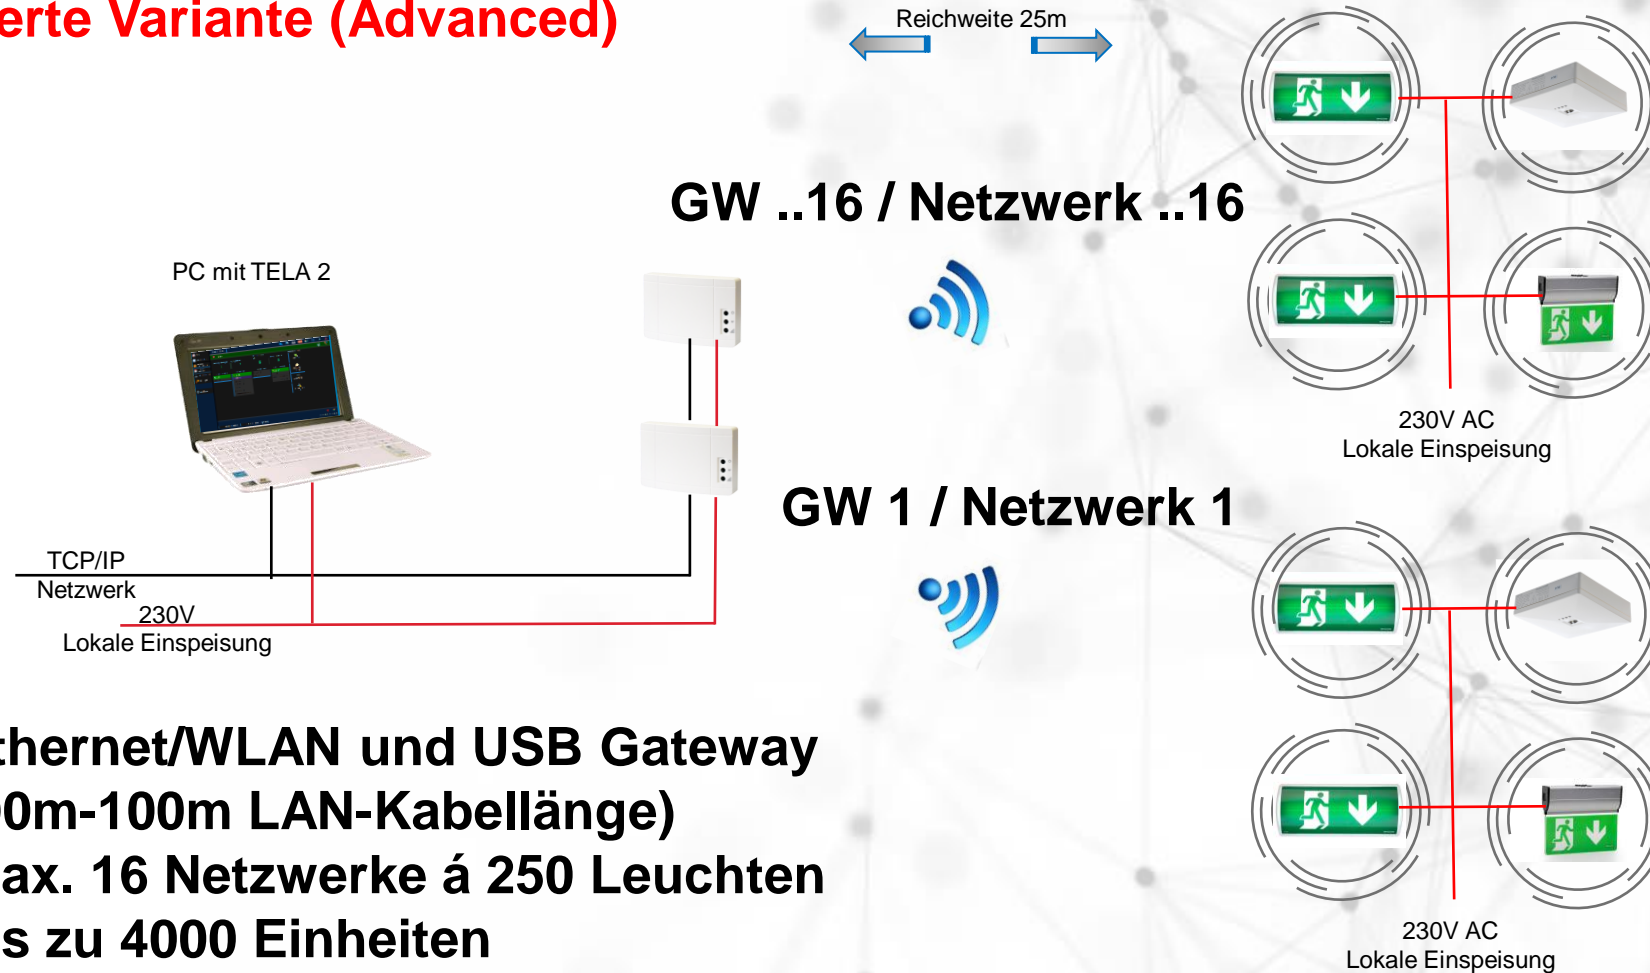 erte Variante (Advanced)
Reichweite 25m
GW ..16 / Netzwerk ..16
PC mit TELA 2
230V AC
Lokale Einspeisung
GW 1 / Netzwerk 1
TCP/IP
Netzwerk
230V
Lokale Einspeisung
thernet/WLAN und USB Gateway
0m-100m LAN-Kabellänge)
ax. 16 Netzwerke á 250 Leuchten
s zu 4000 Einheiten
230V AC
Lokale Einspeisung